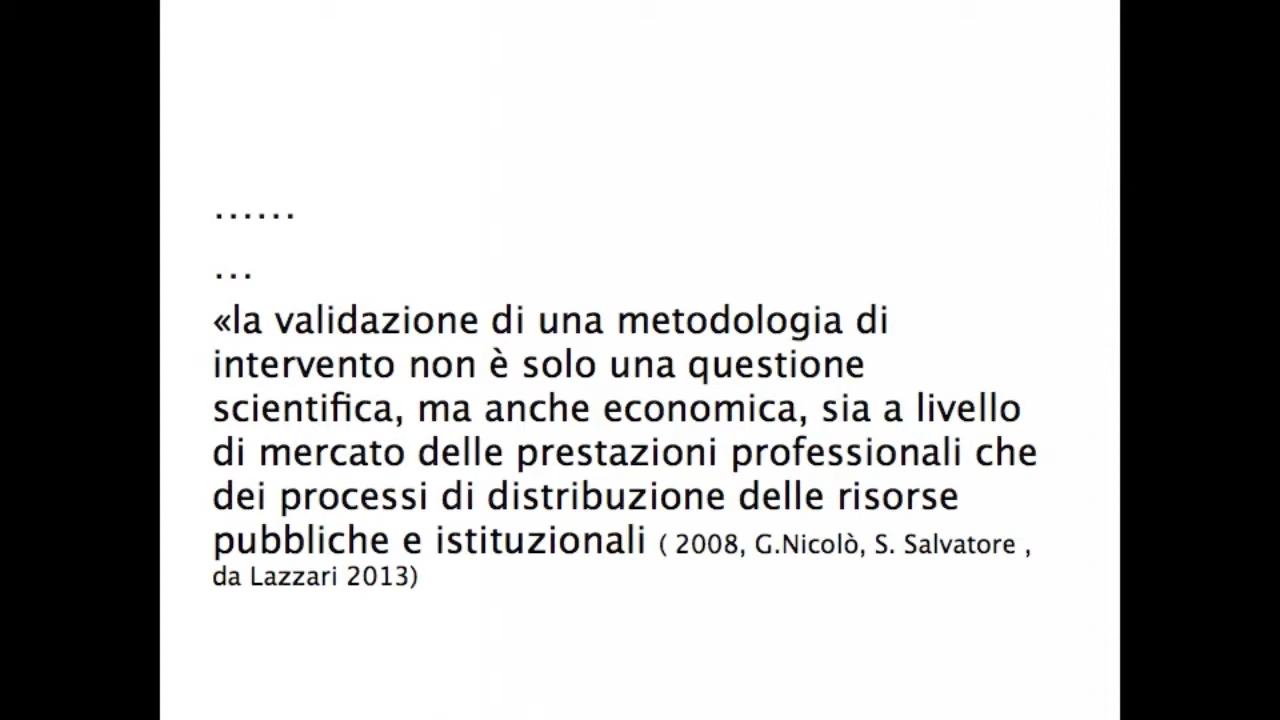 ......
...
«la validazione di una metodologia di
intervento non è solo una questione
scientifica, ma anche economica, sia a livello
di mercato delle prestazioni professionali che
dei processi di distribuzione delle risorse
pubbliche e istituzionali ( 2008, G.Nicolò, S. Salvatore ,
da Lazzari 2013)